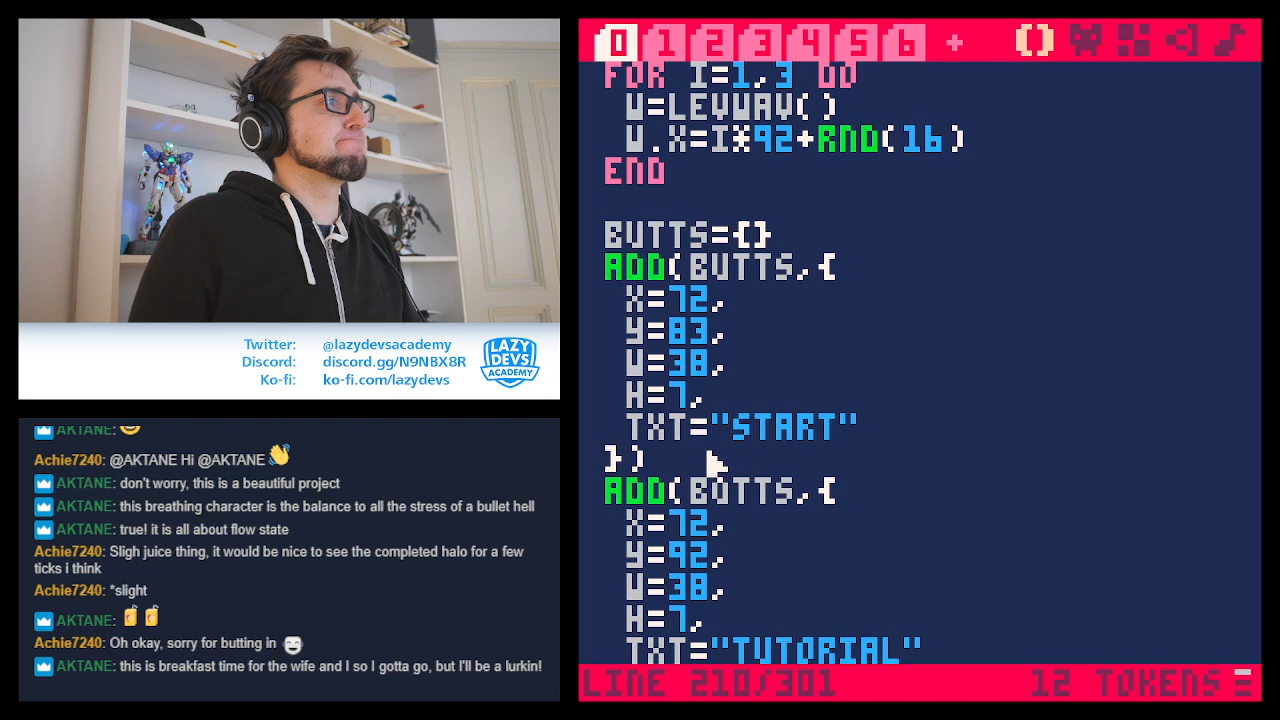 Twitter: @lazydevsacademy
Discord: discord.gg/N9NBX8R
Ko-fi: ko-fi.com/lazydevs
LAZY
DEVS
ACADEMY
AKTANE:
Achie7240: @AKTANE Hi @AKTANE
AKTANE: don't worry, this is a beautiful project
AKTANE: this breathing character is the balance to all the stress of a bullet hell
AKTANE: true! it is all about flow state
Achie7240: Sligh juice thing, it would be nice to see the completed halo for a few
ticks i think
Achie7240: *slight
AKTANE:
Achie7240: Oh okay, sorry for butting in
AKTANE: this is breakfast time for the wife and I so I gotta go, but I'll be a lurkin!
0 1 2 3 4 5 6 +
FOR I=1,3 DO
W=LEVWAV()
W.X=I*92+RND(16)
END
BUTTS={}
ADD(BUTTS,{
X=72,
Y=83,
W=38,
H=7,
TXT="START"
})
ADD(BUTTS,{
X=72,
Y=92,
W=38,
H=7,
TXT="TUTORIAL"
LINE 210/301 12 TOKENS